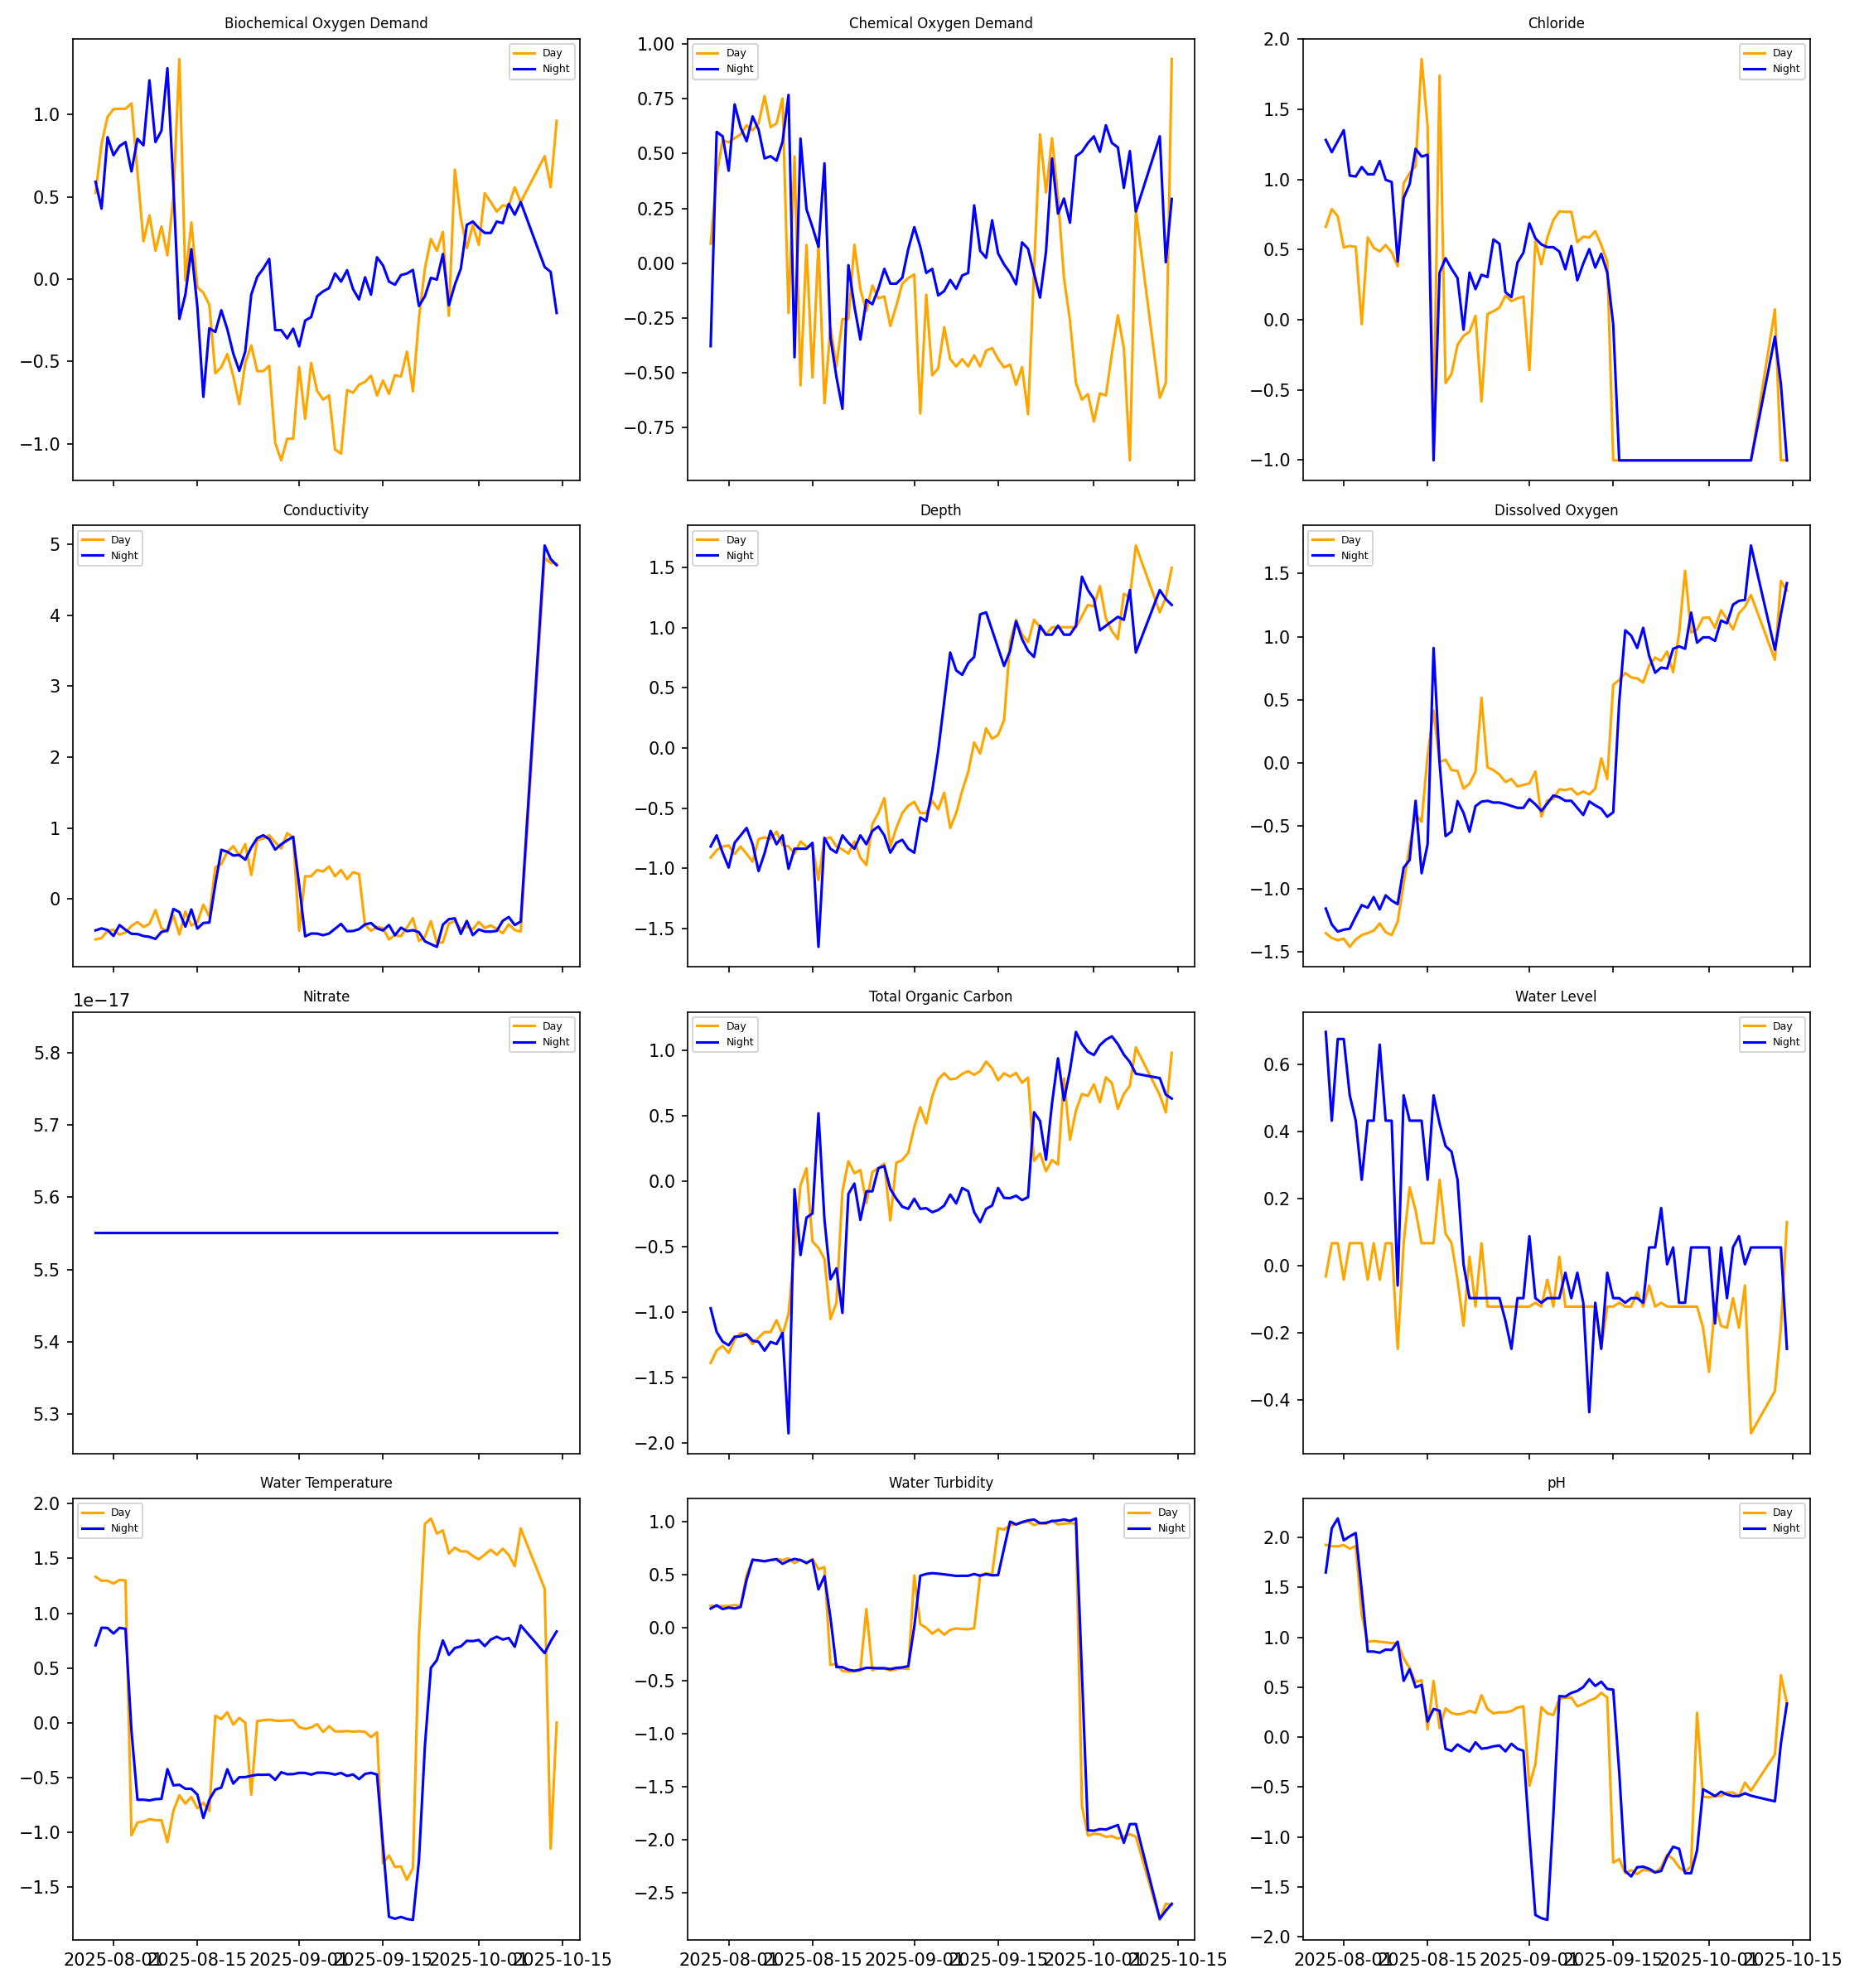 Biochemical Oxygen Demand
Day
Night
1.0
0.5
0.0
−0.5
−1.0
Chemical Oxygen Demand
Day
Night
1.00
0.75
0.50
0.25
0.00
−0.25
−0.50
−0.75
Chloride
Day
Night
2.0
1.5
1.0
0.5
0.0
−0.5
−1.0
Conductivity
Day
Night
5
4
3
2
1
0
Depth
Day
Night
1.5
1.0
0.5
0.0
−0.5
−1.0
−1.5
Dissolved Oxygen
Day
Night
1.5
1.0
0.5
0.0
−0.5
−1.0
−1.5
Nitrate
1e−17
Day
Night
5.8
5.7
5.6
5.5
5.4
5.3
Total Organic Carbon
Day
Night
1.0
0.5
0.0
−0.5
−1.0
−1.5
−2.0
Water Level
Day
Night
0.6
0.4
0.2
0.0
−0.2
−0.4
Water Temperature
Day
Night
2.0
1.5
1.0
0.5
0.0
−0.5
−1.0
−1.5
2025-08-01 2025-08-15 2025-09-01 2025-09-15 2025-10-01 2025-10-15
Water Turbidity
Day
Night
1.0
0.5
0.0
−0.5
−1.0
−1.5
−2.0
−2.5
2025-08-01 2025-08-15 2025-09-01 2025-09-15 2025-10-01 2025-10-15
pH
Day
Night
2.0
1.5
1.0
0.5
0.0
−0.5
−1.0
−1.5
−2.0
2025-08-01 2025-08-15 2025-09-01 2025-09-15 2025-10-01 2025-10-15